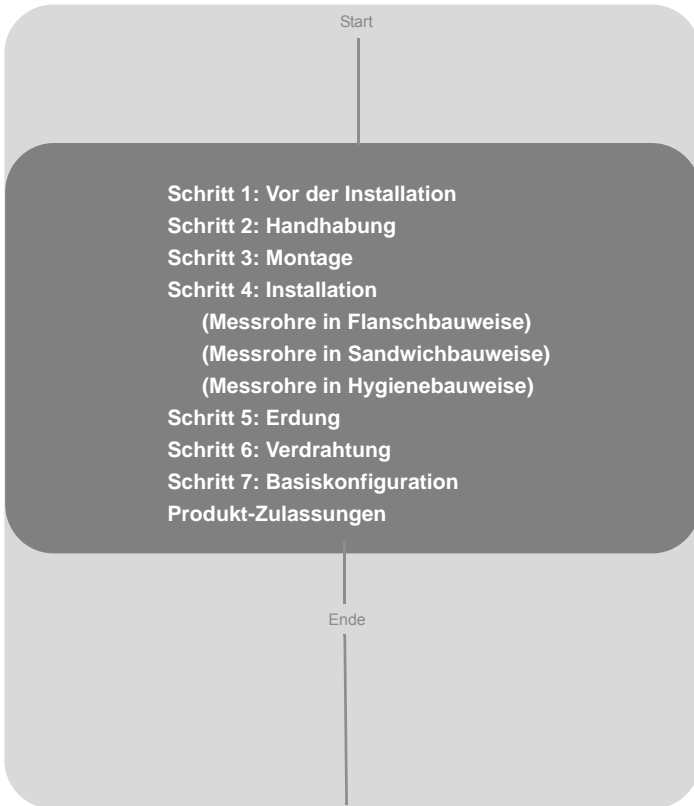 Start
Schritt 1: Vor der Installation
Schritt 2: Handhabung
Schritt 3: Montage
Schritt 4: Installation
(Messrohre in Flanschbauweise)
(Messrohre in Sandwichbauweise)
(Messrohre in Hygienebauweise)
Schritt 5: Erdung
Schritt 6: Verdrahtung
Schritt 7: Basiskonfiguration
Produkt-Zulassungen
Ende